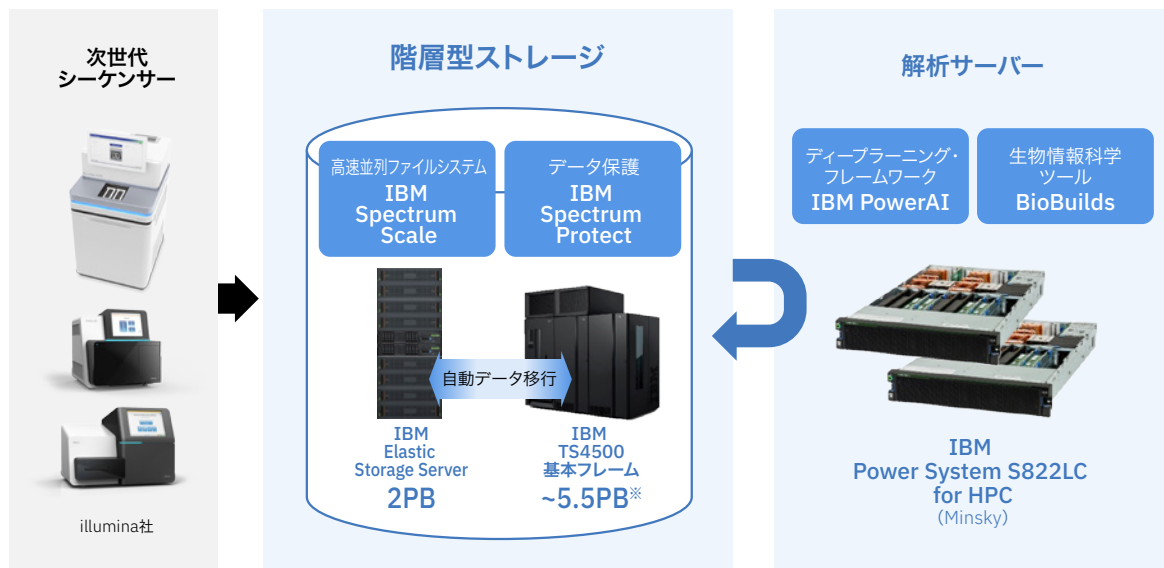 次世代
シーケンサー
illumina社
階層型ストレージ
高速並列ファイルシステム
IBM
Spectrum
Scale
データ保護
IBM
Spectrum
Protect
自動データ移行
IBM
Elastic
Storage Server
2PB
IBM
TS4500
基本フレーム
~5.5PB※
解析サーバー
ディープラーニング・
フレームワーク
IBM PowerAI
生物情報科学
ツール
BioBuilds
IBM
Power System S822LC
for HPC
(Minsky)